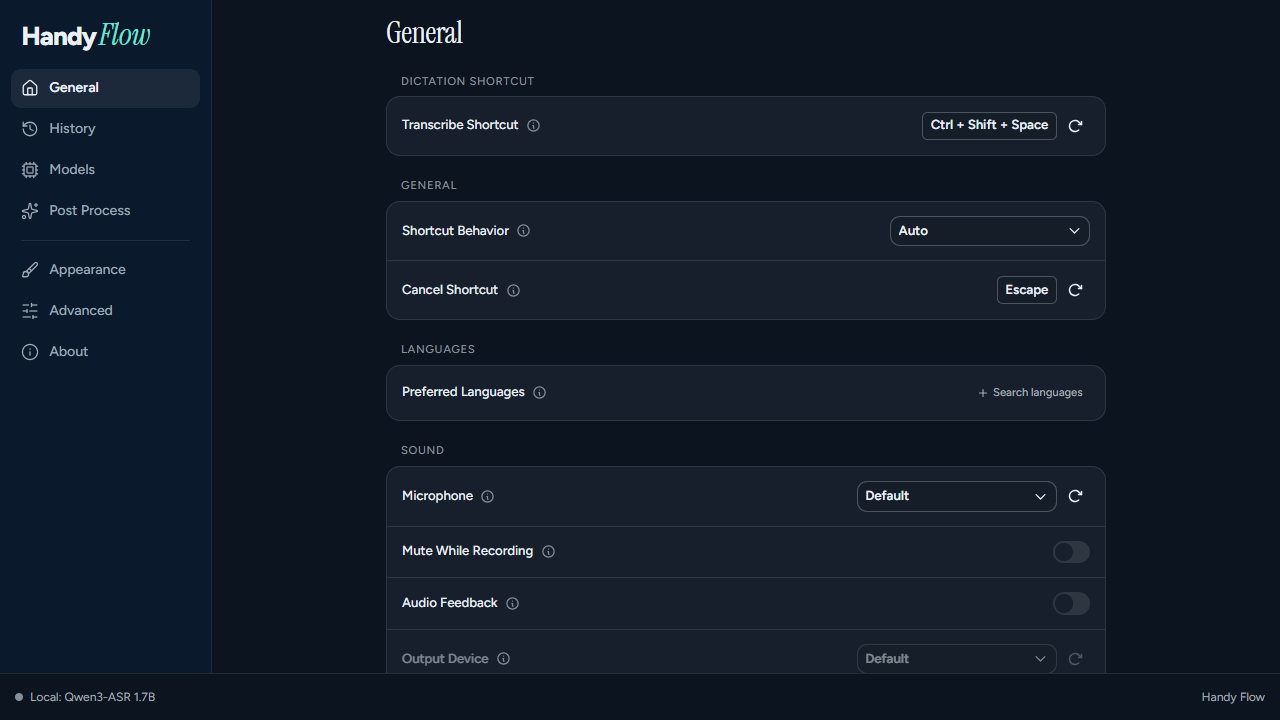 Handy Flow
General
History
Models
Post Process
Appearance
Advanced
About
General
DICTATION SHORTCUT
Transcribe Shortcut
Ctrl + Shift + Space
GENERAL
Shortcut Behavior
Auto
Cancel Shortcut
Escape
LANGUAGES
Preferred Languages
+ Search languages
SOUND
Microphone
Default
Mute While Recording
Audio Feedback
Output Device
Default
Local: Qwen3-ASR 1.7B
Handy Flow